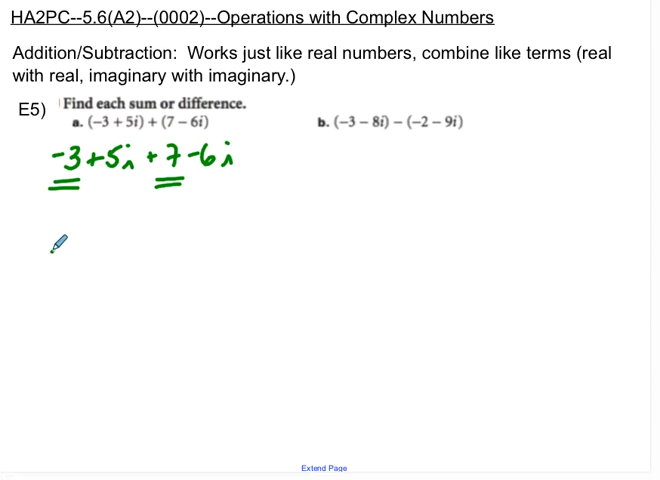 HA2PC--5.6(A2)--(0002)--Operations with Complex Numbers
Addition/Subtraction: Works just like real numbers, combine like terms (real
with real, imaginary with imaginary.)
E5) Find each sum or difference.
a. (–3 + 5i) + (7 – 6i) b. (–3 – 8i) – (–2 – 9i)
-3+5i+7-6i
Extend Page